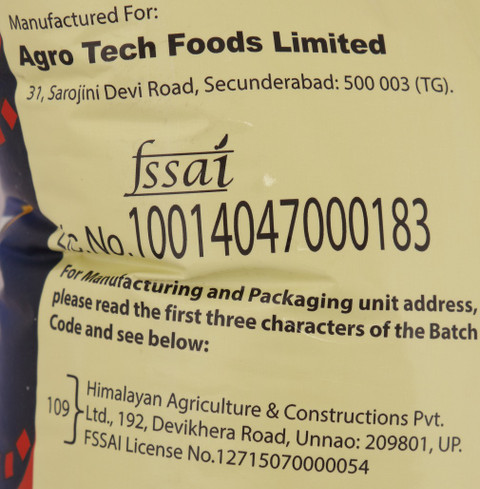 Manufactured For:
Agro Tech Foods Limited
31, Sarojini Devi Road, Secunderabad: 500 003 (TG).
fssai
Lic. No. 10014047000183
For Manufacturing and Packaging unit address,
please read the first three characters of the Batch
Code and see below:
Himalayan Agriculture & Constructions Pvt.
109 Ltd., 192, Devikhera Road, Unnao: 209801, UP.
FSSAI License No.12715070000054